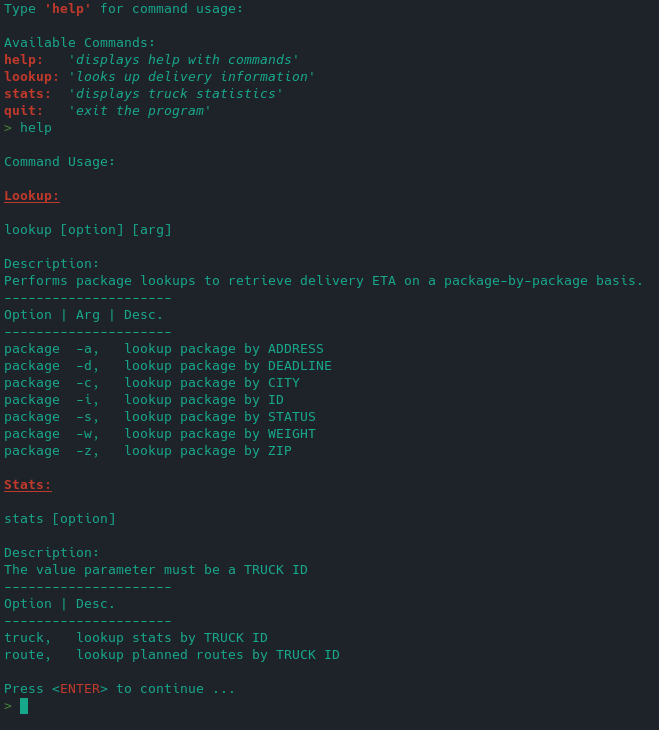 Type 'help' for command usage:
Available Commands:
help:   'displays help with commands'
lookup: 'looks up delivery information'
stats:  'displays truck statistics'
quit:   'exit the program'
> help
Command Usage:
Lookup:
lookup [option] [arg]
Description:
Performs package lookups to retrieve delivery ETA on a package-by-package basis.
---------------------
Option | Arg | Desc.
---------------------
package  -a,   lookup package by ADDRESS
package  -d,   lookup package by DEADLINE
package  -c,   lookup package by CITY
package  -i,   lookup package by ID
package  -s,   lookup package by STATUS
package  -w,   lookup package by WEIGHT
package  -z,   lookup package by ZIP
Stats:
stats [option]
Description:
The value parameter must be a TRUCK ID
---------------------
Option | Desc.
---------------------
truck,   lookup stats by TRUCK ID
route,   lookup planned routes by TRUCK ID
Press <ENTER> to continue ...
>